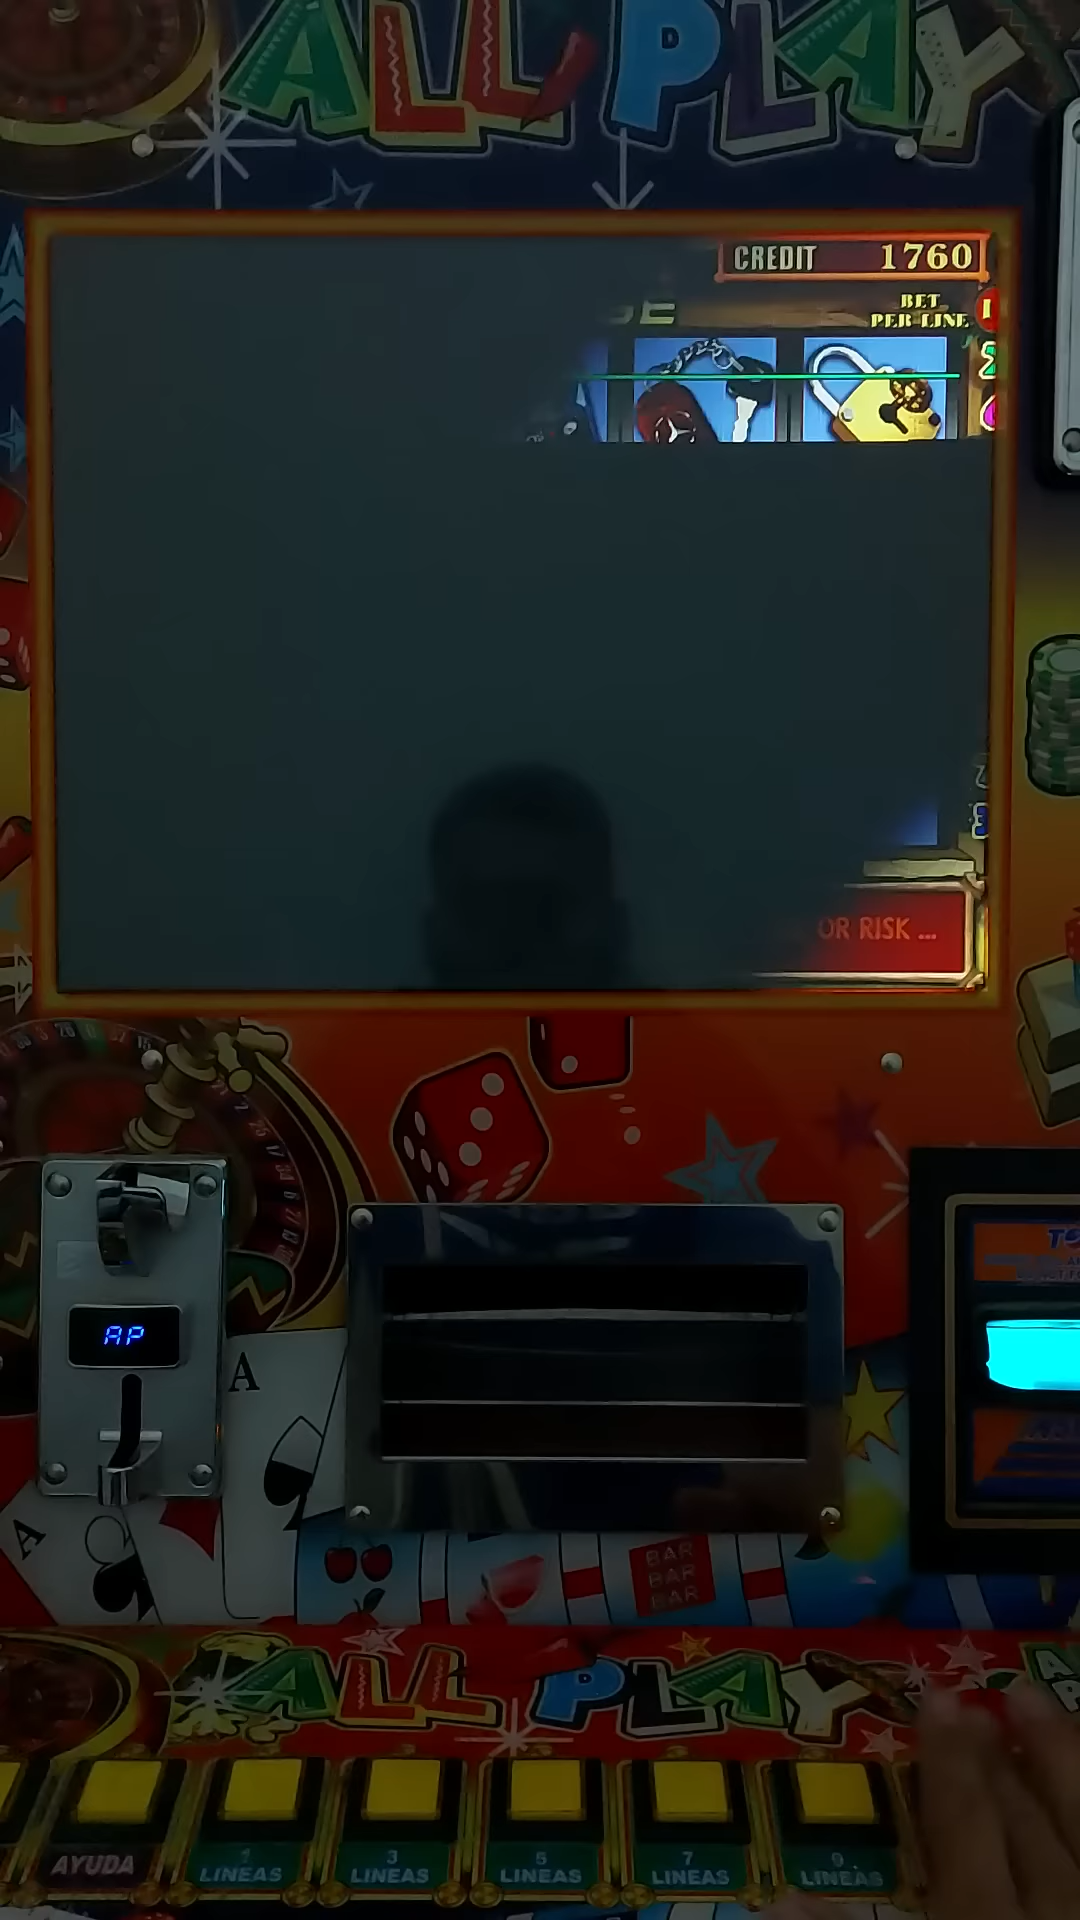 ALL PLAY
CREDIT 1760
BET
PER LINE
OR RISK ...
AP
A
A
BAR
BAR
BAR
ALL PLAY
AYUDA
1 LINEAS
3 LINEAS
5 LINEAS
7 LINEAS
9 LINEAS